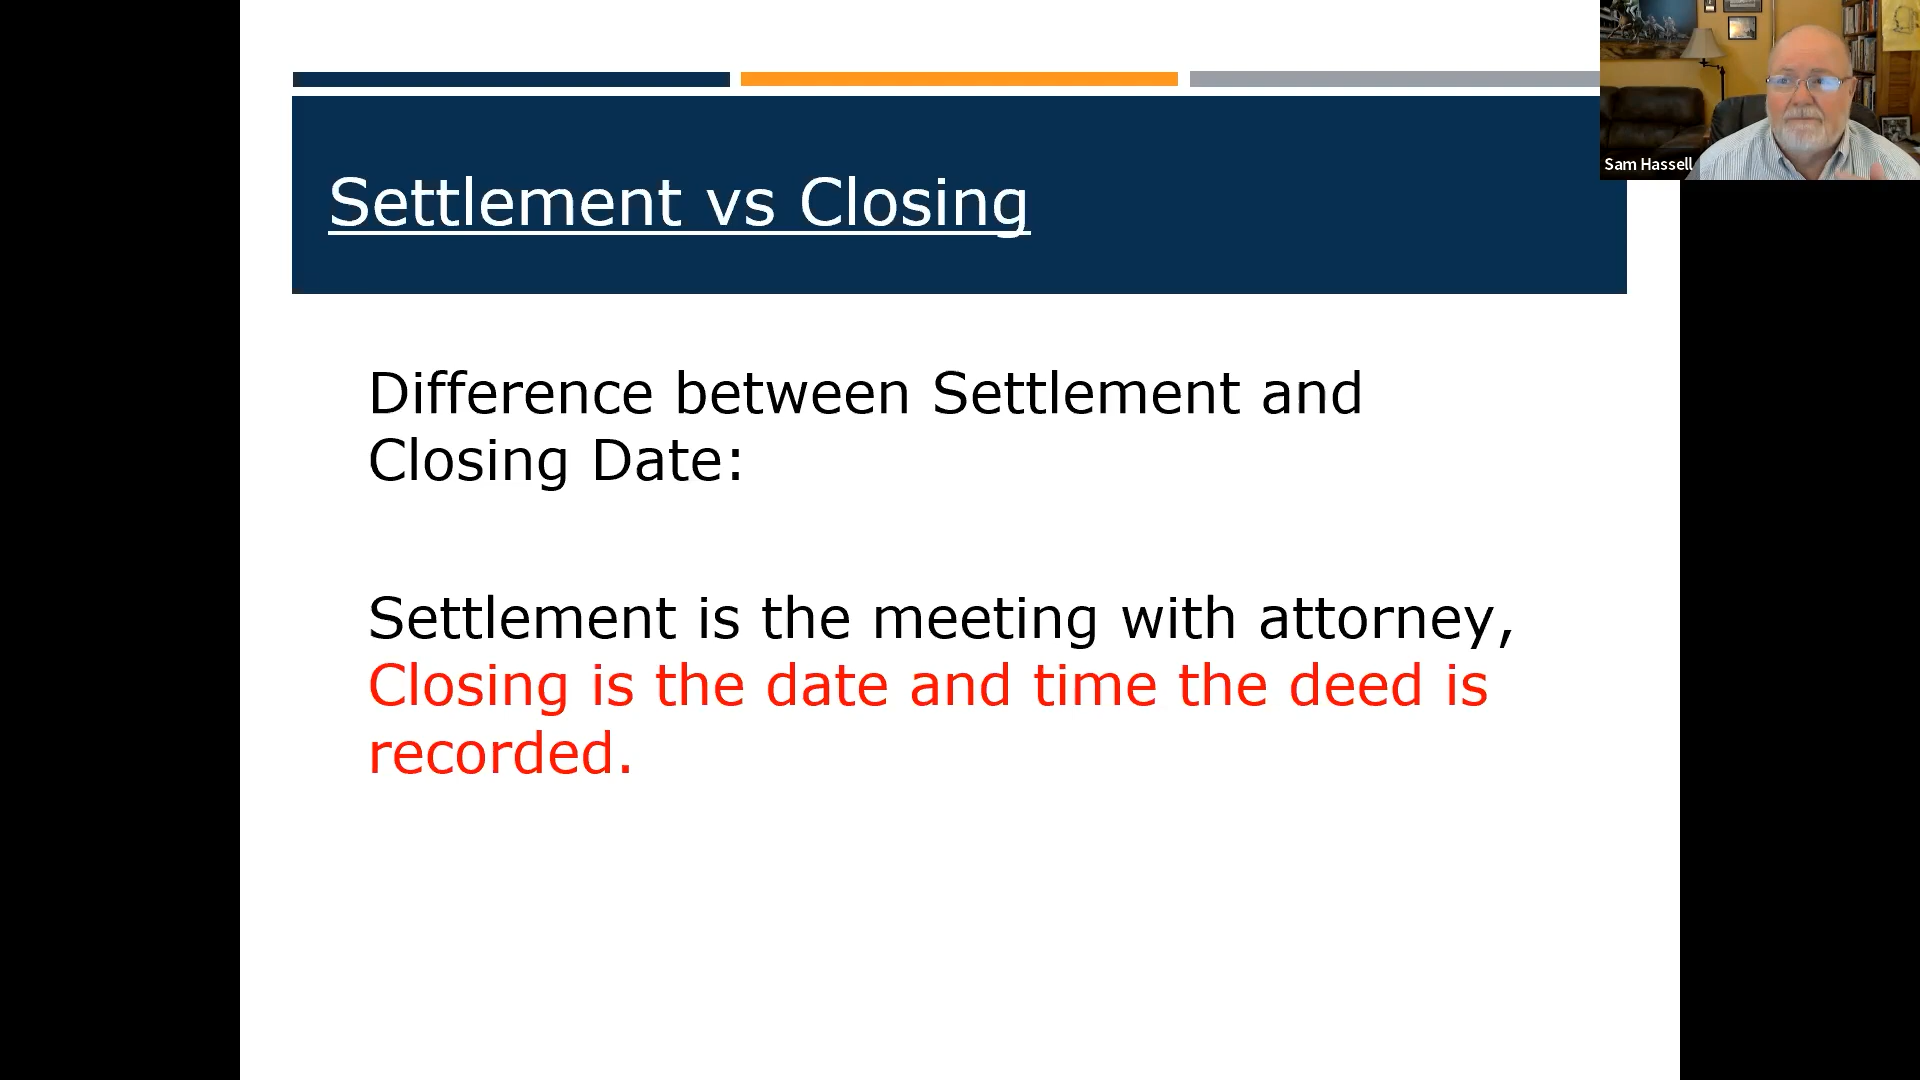 Settlement vs Closing
Sam Hassell
Difference between Settlement and
Closing Date:
Settlement is the meeting with attorney,
Closing is the date and time the deed is
recorded.